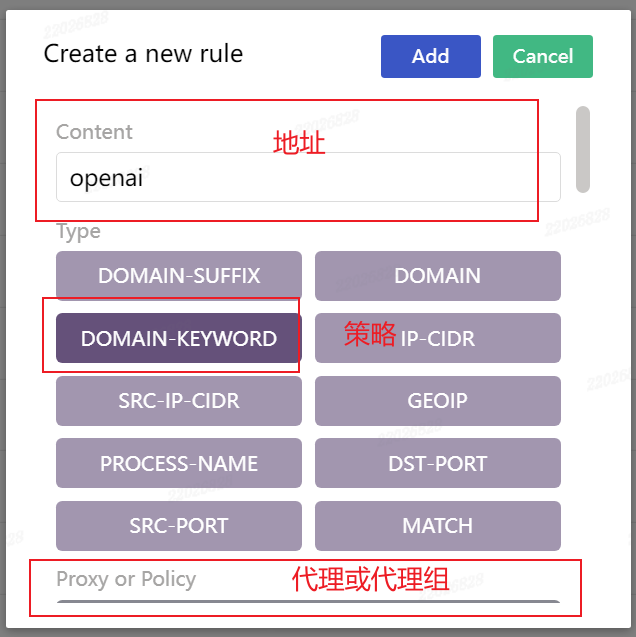 Create a new rule
Add
Cancel
Content
地址
openai
Type
DOMAIN-SUFFIX
DOMAIN
DOMAIN-KEYWORD
策略
IP-CIDR
SRC-IP-CIDR
GEOIP
PROCESS-NAME
DST-PORT
SRC-PORT
MATCH
Proxy or Policy
代理或代理组
22026828
22026828
22026828